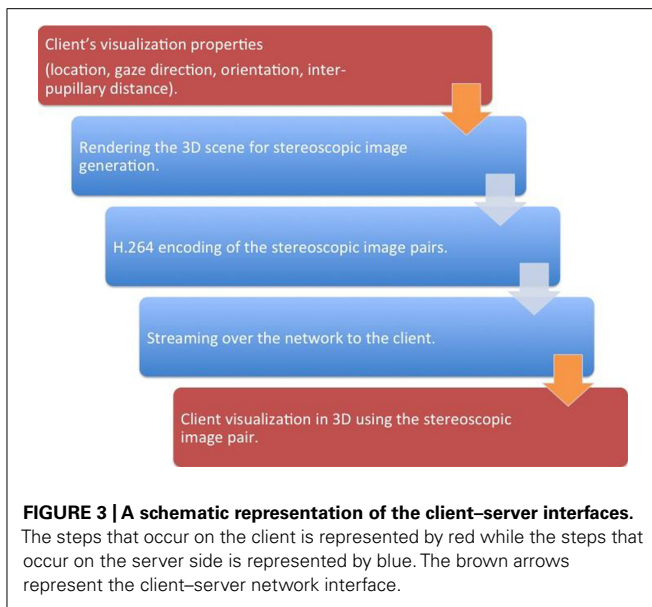 Client's visualization properties
(location, gaze direction, orientation, inter-
pupillary distance).
Rendering the 3D scene for stereoscopic image
generation.
H.264 encoding of the stereoscopic image pairs.
Streaming over the network to the client.
Client visualization in 3D using the stereoscopic
image pair.
FIGURE 3 | A schematic representation of the client–server interfaces.
The steps that occur on the client is represented by red while the steps that
occur on the server side is represented by blue. The brown arrows
represent the client–server network interface.